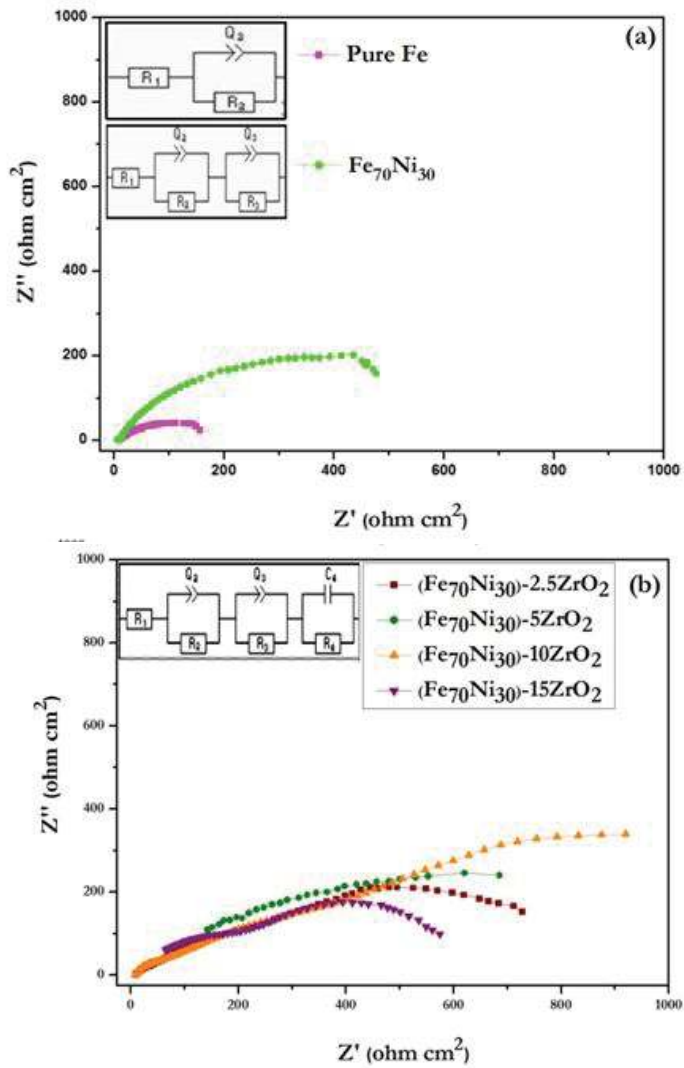 (a)
Q2
R1
R2
Pure Fe
Q2 Q3
R1
R2 R3
Fe70Ni30
1000
800
600
400
200
0
Z'' (ohm cm2)
0 200 400 600 800 1000
Z' (ohm cm2)
(b)
Q2 Q3 C4
R1
R2 R3 R4
(Fe70Ni30)-2.5ZrO2
(Fe70Ni30)-5ZrO2
(Fe70Ni30)-10ZrO2
(Fe70Ni30)-15ZrO2
1000
800
600
400
200
0
Z'' (ohm cm2)
0 200 400 600 800 1000
Z' (ohm cm2)